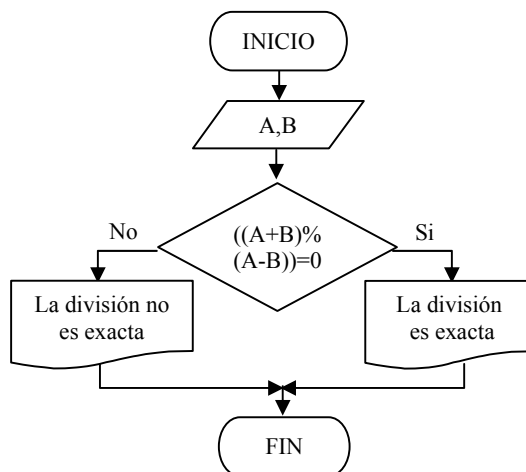 INICIO
A,B
No
((A+B)%
(A-B))=0
Si
La división no
es exacta
La división
es exacta
FIN